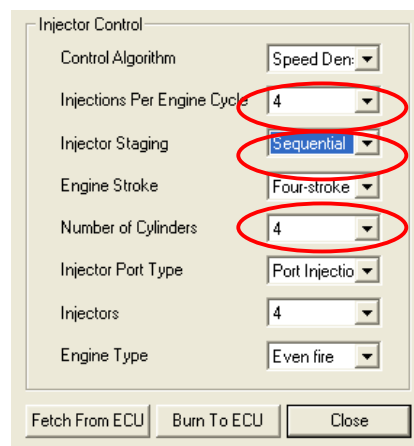 Injector Control
Control Algorithm Speed Den:
Injections Per Engine Cycle 4
Injector Staging Sequential
Engine Stroke Four-stroke
Number of Cylinders 4
Injector Port Type Port Injectio
Injectors 4
Engine Type Even fire
Fetch From ECU Burn To ECU Close